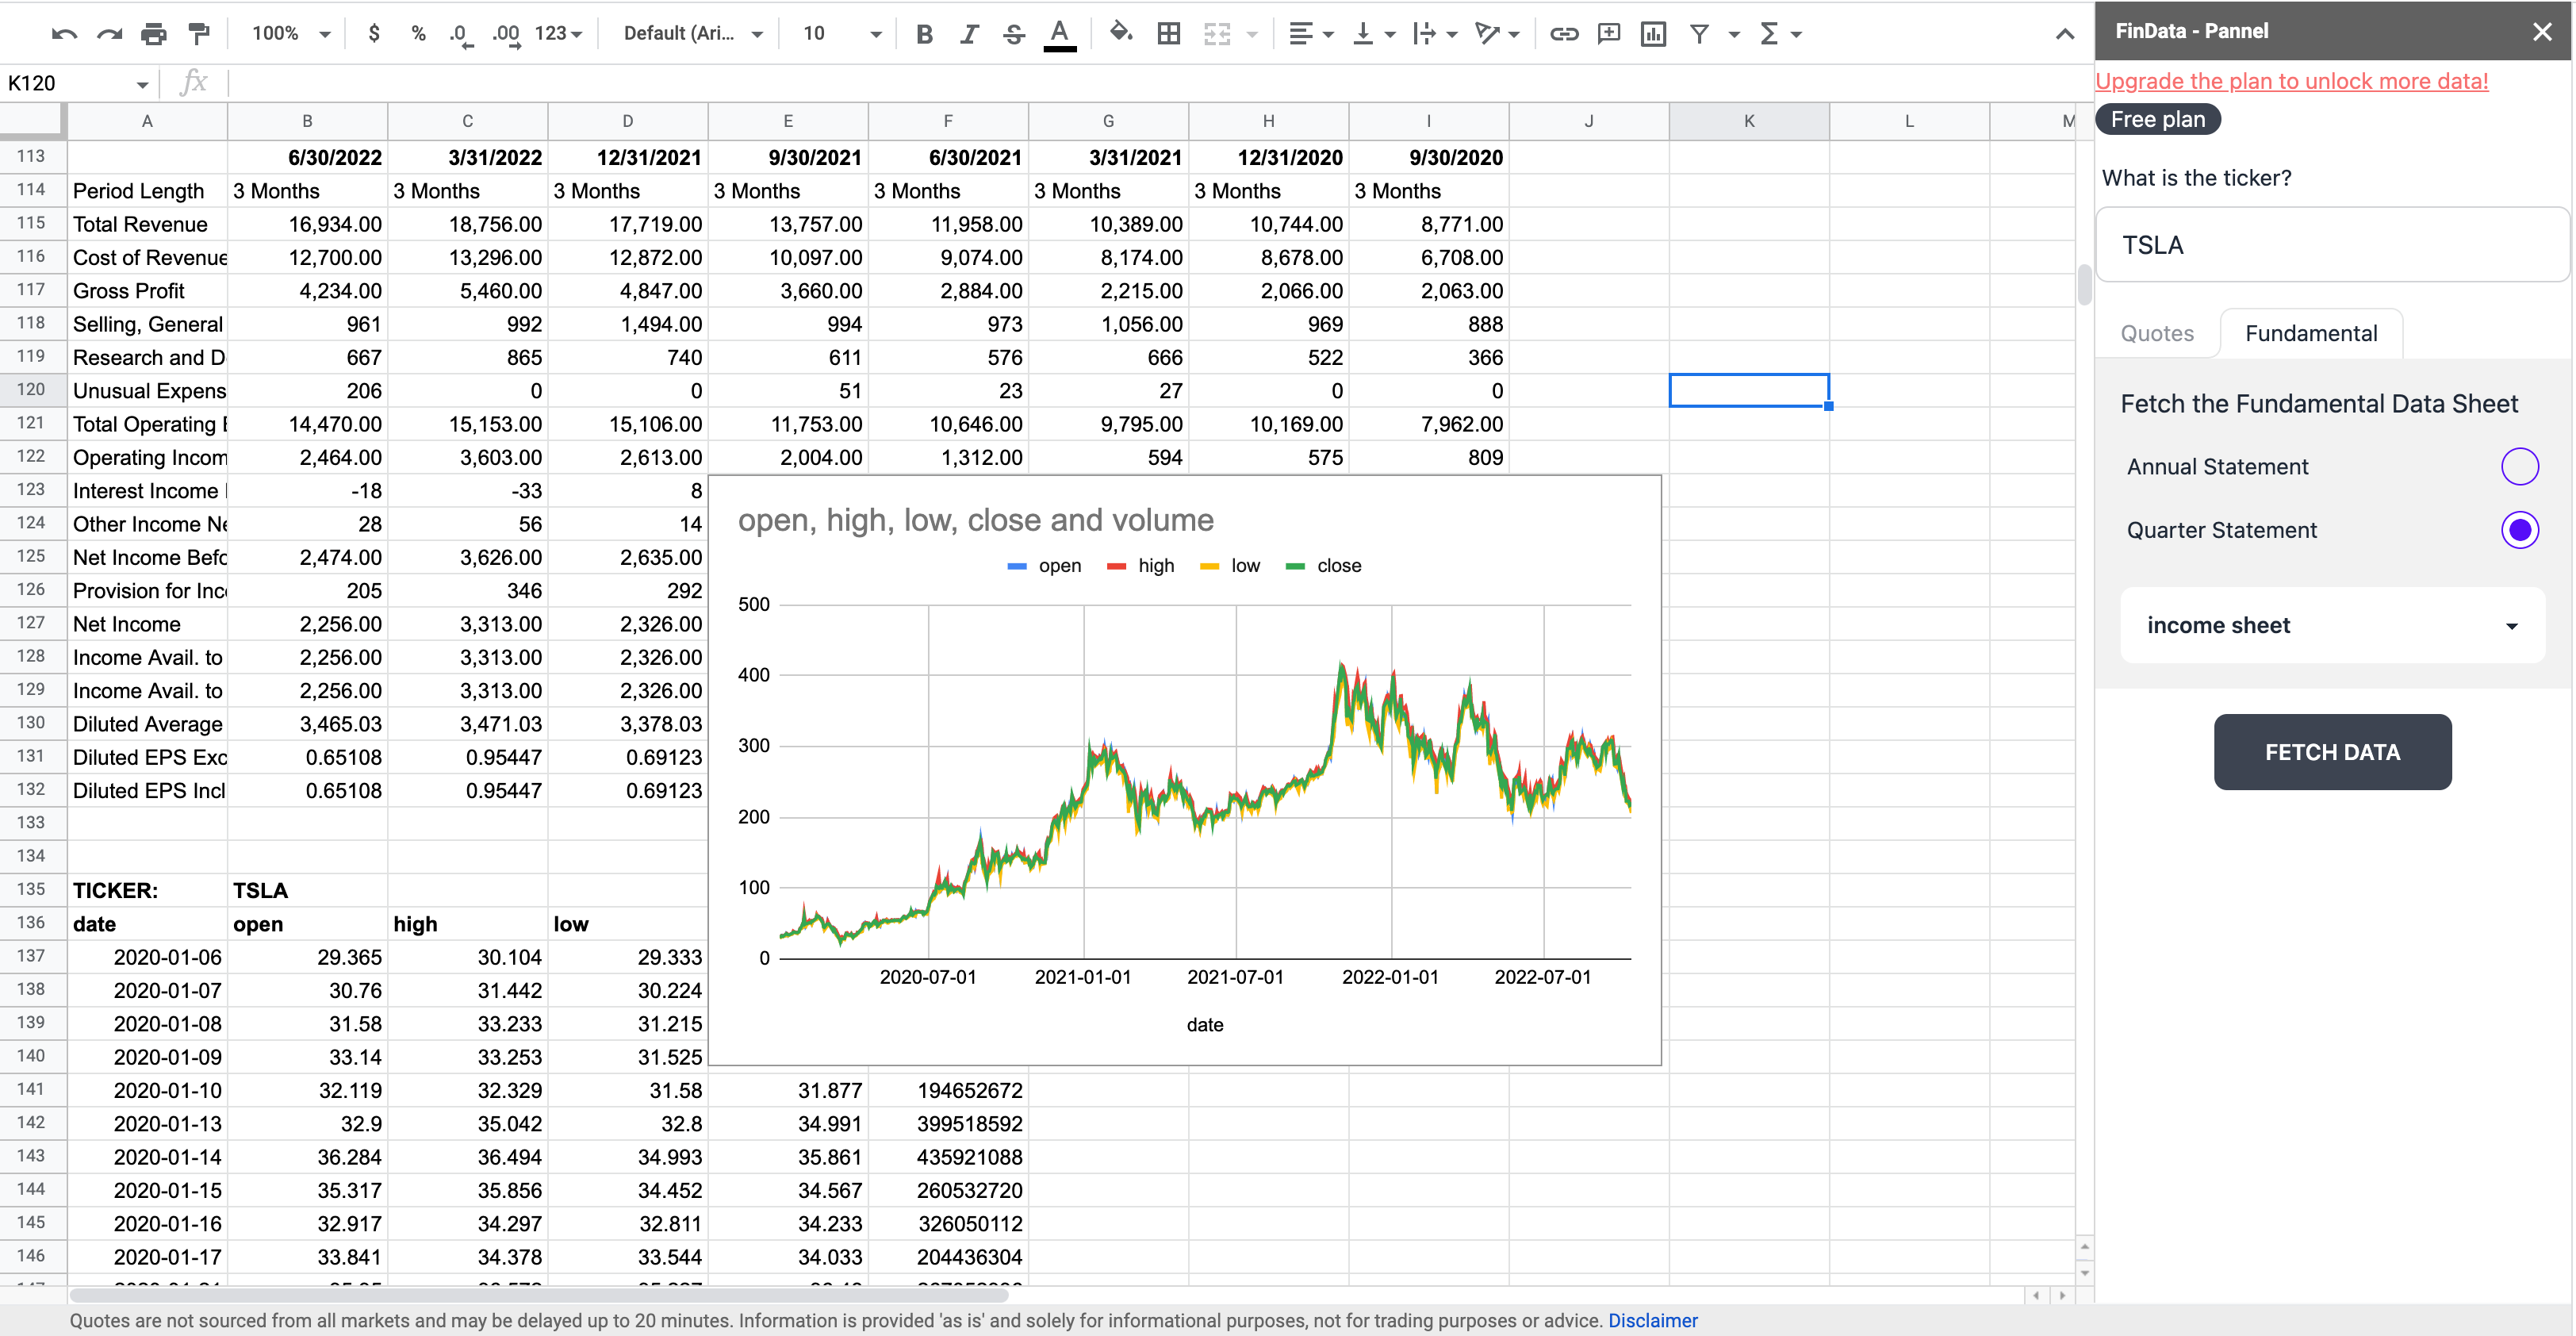 100% $ % .0 .00 123 Default (Ari... 10 B I S A
K120 fx
A B C D E F G H I J K L M
113 6/30/2022 3/31/2022 12/31/2021 9/30/2021 6/30/2021 3/31/2021 12/31/2020 9/30/2020
114 Period Length 3 Months 3 Months 3 Months 3 Months 3 Months 3 Months 3 Months 3 Months
115 Total Revenue 16,934.00 18,756.00 17,719.00 13,757.00 11,958.00 10,389.00 10,744.00 8,771.00
116 Cost of Revenue 12,700.00 13,296.00 12,872.00 10,097.00 9,074.00 8,174.00 8,678.00 6,708.00
117 Gross Profit 4,234.00 5,460.00 4,847.00 3,660.00 2,884.00 2,215.00 2,066.00 2,063.00
118 Selling, General 961 992 1,494.00 994 973 1,056.00 969 888
119 Research and D 667 865 740 611 576 666 522 366
120 Unusual Expens 206 0 0 51 23 27 0 0
121 Total Operating E 14,470.00 15,153.00 15,106.00 11,753.00 10,646.00 9,795.00 10,169.00 7,962.00
122 Operating Incom 2,464.00 3,603.00 2,613.00 2,004.00 1,312.00 594 575 809
123 Interest Income -18 -33 8
124 Other Income Ne 28 56 14
125 Net Income Befo 2,474.00 3,626.00 2,635.00
126 Provision for Inc 205 346 292
127 Net Income 2,256.00 3,313.00 2,326.00
128 Income Avail. to 2,256.00 3,313.00 2,326.00
129 Income Avail. to 2,256.00 3,313.00 2,326.00
130 Diluted Average 3,465.03 3,471.03 3,378.03
131 Diluted EPS Exc 0.65108 0.95447 0.69123
132 Diluted EPS Incl 0.65108 0.95447 0.69123
133
134
135 TICKER: TSLA
136 date open high low
137 2020-01-06 29.365 30.104 29.333
138 2020-01-07 30.76 31.442 30.224
139 2020-01-08 31.58 33.233 31.215
140 2020-01-09 33.14 33.253 31.525
141 2020-01-10 32.119 32.329 31.58 31.877 194652672
142 2020-01-13 32.9 35.042 32.8 34.991 399518592
143 2020-01-14 36.284 36.494 34.993 35.861 435921088
144 2020-01-15 35.317 35.856 34.452 34.567 260532720
145 2020-01-16 32.917 34.297 32.811 34.233 326050112
146 2020-01-17 33.841 34.378 33.544 34.033 204436304
open, high, low, close and volume
open high low close
500
400
300
200
100
0
2020-07-01 2021-01-01 2021-07-01 2022-01-01 2022-07-01
date
Quotes are not sourced from all markets and may be delayed up to 20 minutes. Information is provided 'as is' and solely for informational purposes, not for trading purposes or advice. Disclaimer
FinData - Pannel
Upgrade the plan to unlock more data!
Free plan
What is the ticker?
TSLA
Quotes Fundamental
Fetch the Fundamental Data Sheet
Annual Statement
Quarter Statement
income sheet
FETCH DATA